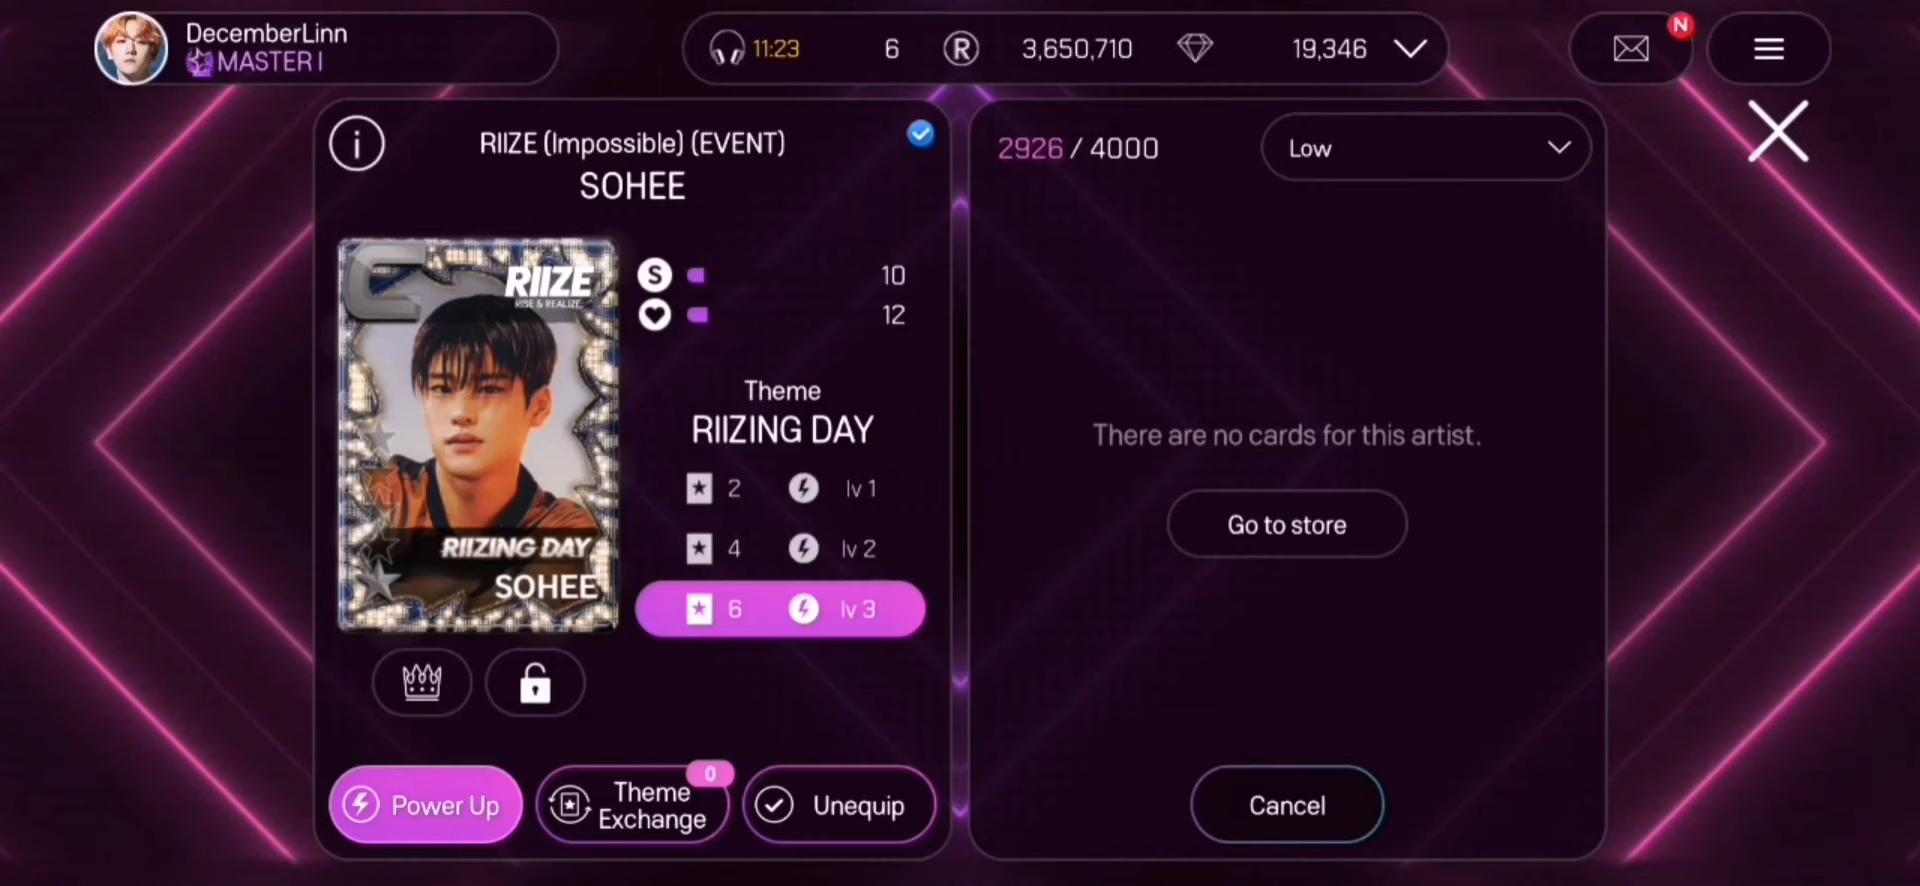 DecemberLinn
MASTER I
11:23
6
R
3,650,710
19,346
N
i
RIIZE (Impossible) (EVENT)
SOHEE
C
RIIZE
RISE & REALIZE
RIIZING DAY
SOHEE
S 10
12
Theme
RIIZING DAY
2 lv 1
4 lv 2
6 lv 3
Power Up
0
Theme
Exchange
Unequip
2926 / 4000
Low
There are no cards for this artist.
Go to store
Cancel